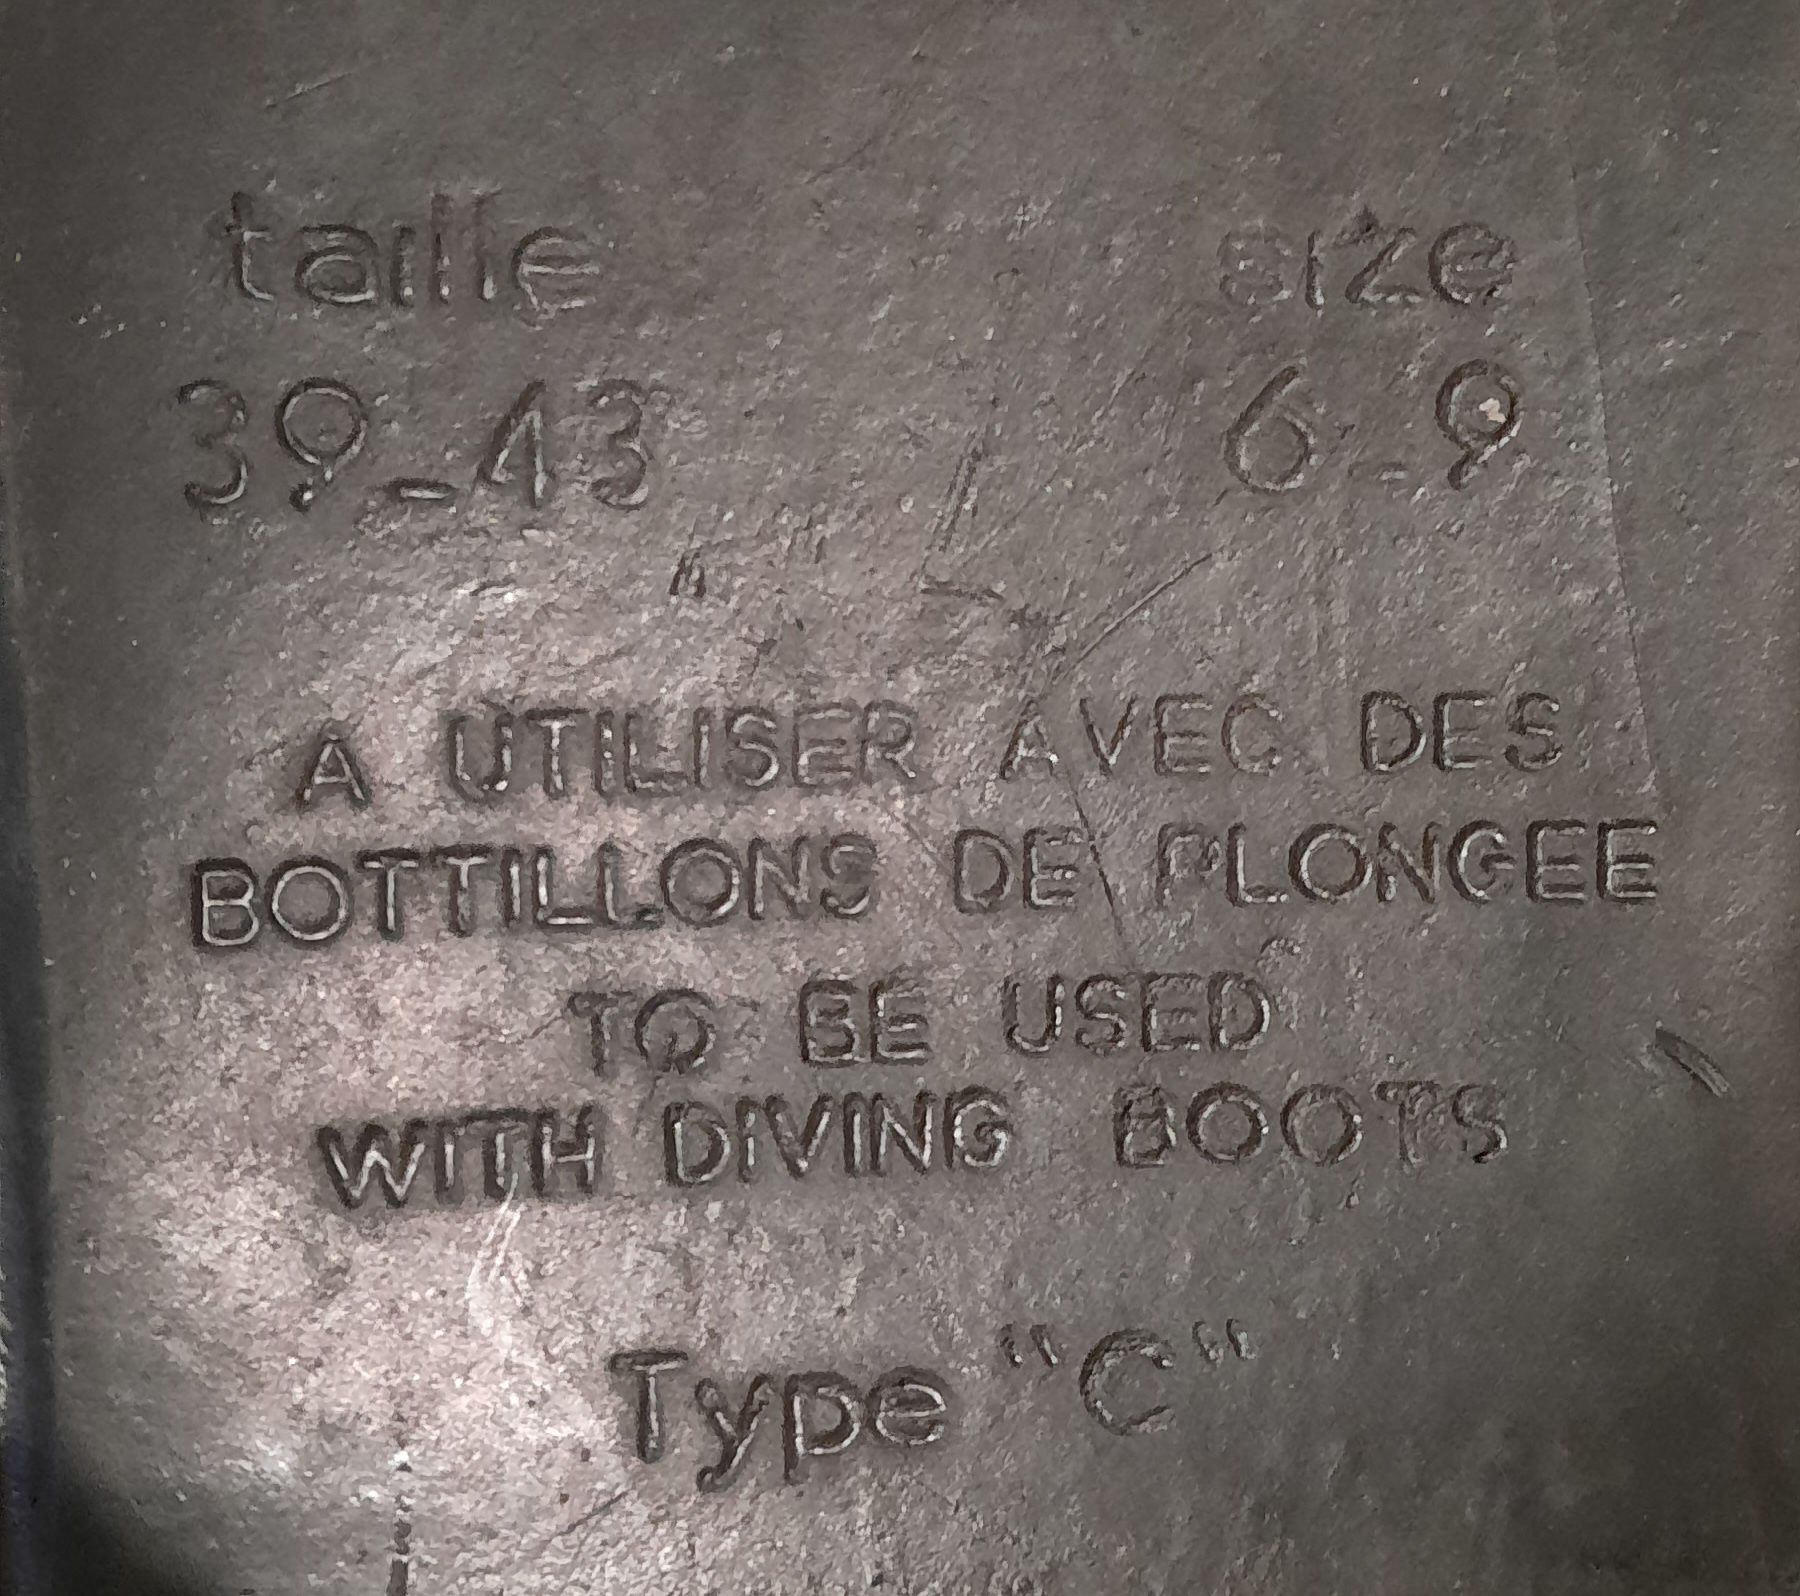 taille size
39-43 6-9
A UTILISER AVEC DES
BOTTILLONS DE PLONGEE
TO BE USED
WITH DIVING BOOTS
Type "C"